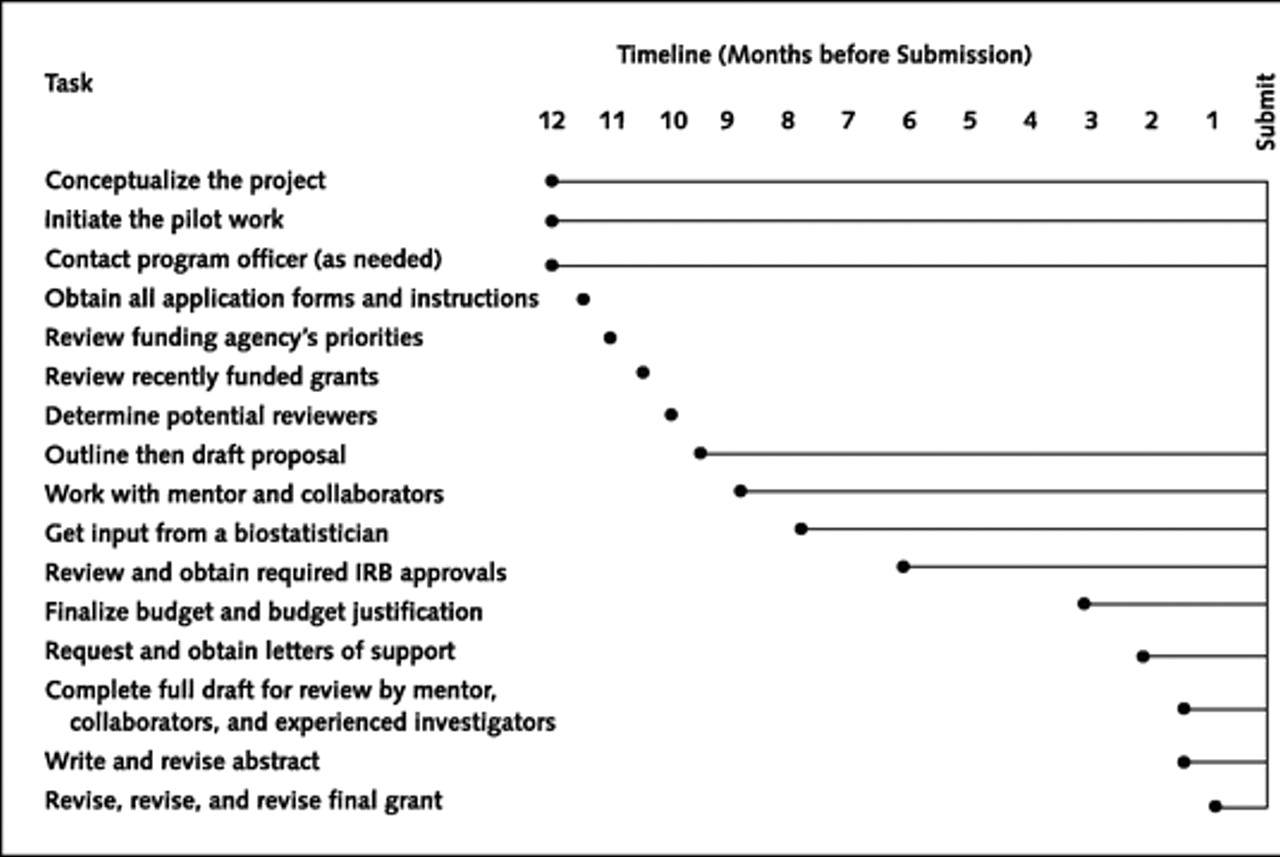 Timeline (Months before Submission)
Task
12 11 10 9 8 7 6 5 4 3 2 1 Submit
Conceptualize the project
Initiate the pilot work
Contact program officer (as needed)
Obtain all application forms and instructions
Review funding agency’s priorities
Review recently funded grants
Determine potential reviewers
Outline then draft proposal
Work with mentor and collaborators
Get input from a biostatistician
Review and obtain required IRB approvals
Finalize budget and budget justification
Request and obtain letters of support
Complete full draft for review by mentor,
collaborators, and experienced investigators
Write and revise abstract
Revise, revise, and revise final grant